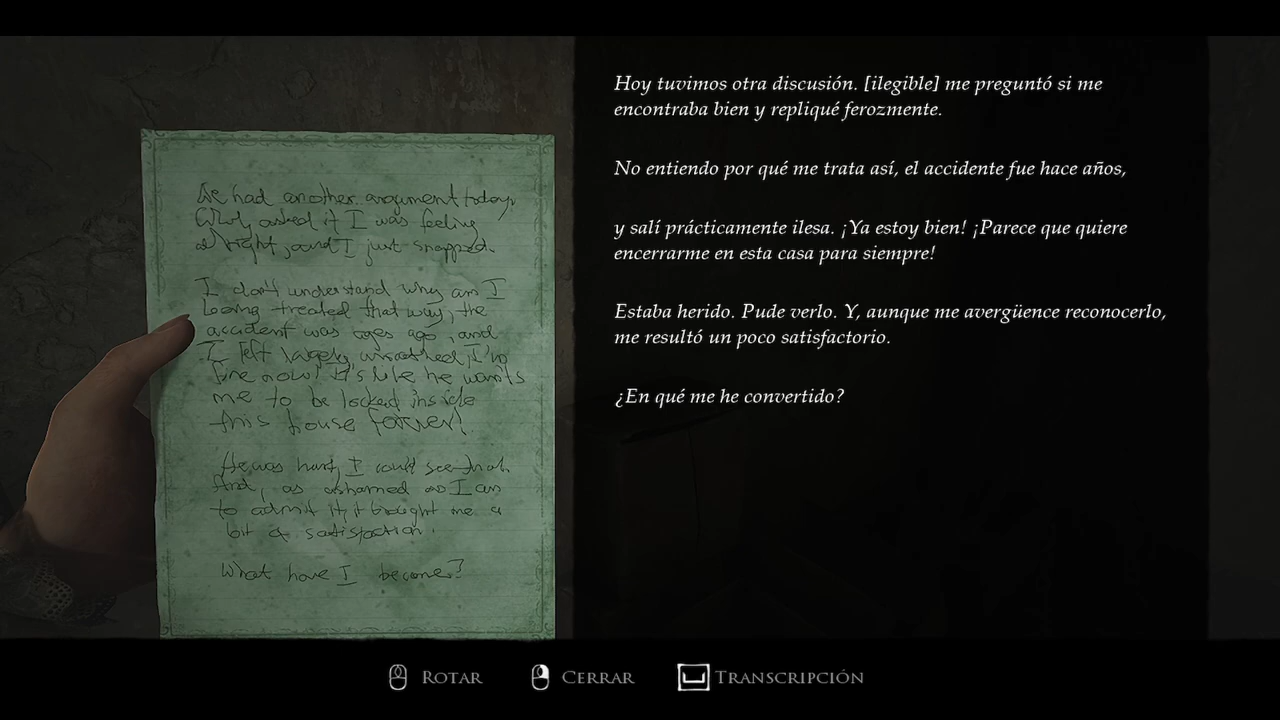 We had another argument today,
asked if I was feeling
alright, and I just snapped.
I don't understand why am I
being treated that way, the
accident was ages ago, and
I left largely unscathed, I'm
fine now! It's like he wants
me to be locked inside
this house forever!
He was hurt, I could see that.
And, as ashamed as I am
to admit it, it brought me a
bit of satisfaction.
What have I become?
Hoy tuvimos otra discusión. [ilegible] me preguntó si me
encontraba bien y repliqué ferozmente.
No entiendo por qué me trata así, el accidente fue hace años,
y salí prácticamente ilesa. ¡Ya estoy bien! ¡Parece que quiere
encerrarme en esta casa para siempre!
Estaba herido. Pude verlo. Y, aunque me avergüence reconocerlo,
me resultó un poco satisfactorio.
¿En qué me he convertido?
ROTAR
CERRAR
TRANSCRIPCIÓN